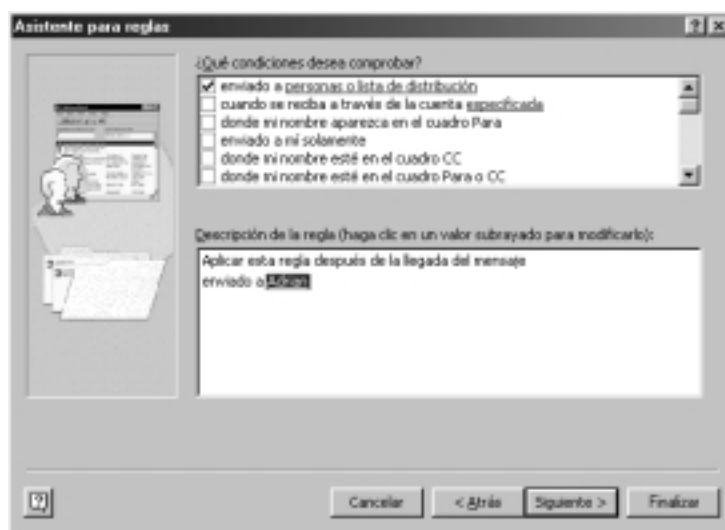 Asistente para reglas
¿Qué condiciones desea comprobar?
enviado a personas o lista de distribución
cuando se reciba a través de la cuenta especificada
donde mi nombre aparezca en el cuadro Para
enviado a mí solamente
donde mi nombre esté en el cuadro CC
donde mi nombre esté en el cuadro Para o CC
Descripción de la regla (haga clic en un valor subrayado para modificarlo):
Aplicar esta regla después de la llegada del mensaje
enviado a Adrian
Cancelar
< Atrás
Siguiente >
Finalizar